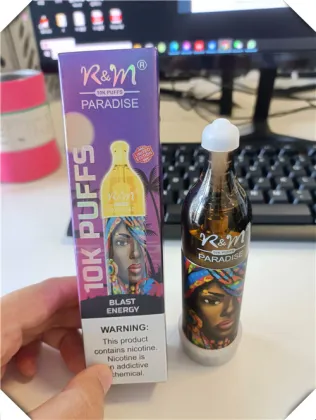 R&M®
10K PUFFS
PARADISE
10K PUFFS
R&M
BLAST
ENERGY
WARNING:
This product
contains nicotine.
Nicotine is
an addictive
chemical.
R&M
PARADISE